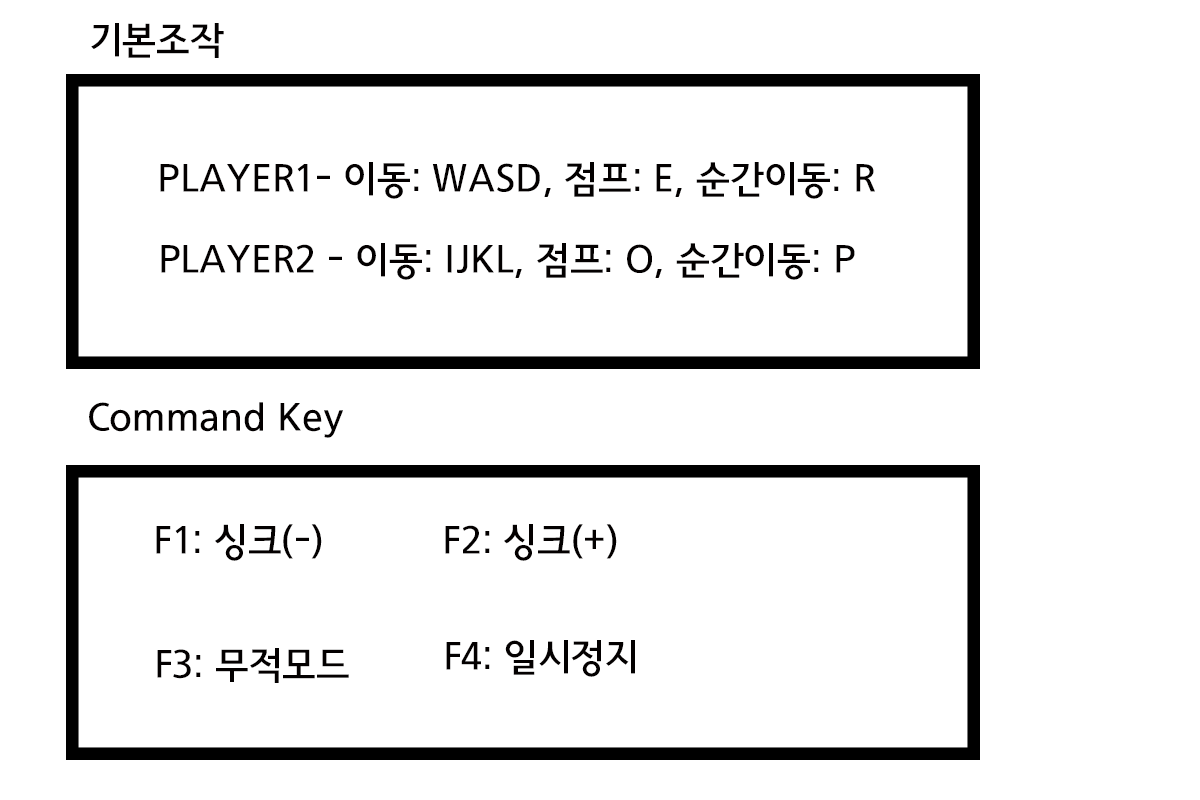 기본조작
PLAYER1- 이동: WASD, 점프: E, 순간이동: R
PLAYER2 - 이동: IJKL, 점프: O, 순간이동: P
Command Key
F1: 싱크(-) F2: 싱크(+)
F3: 무적모드 F4: 일시정지